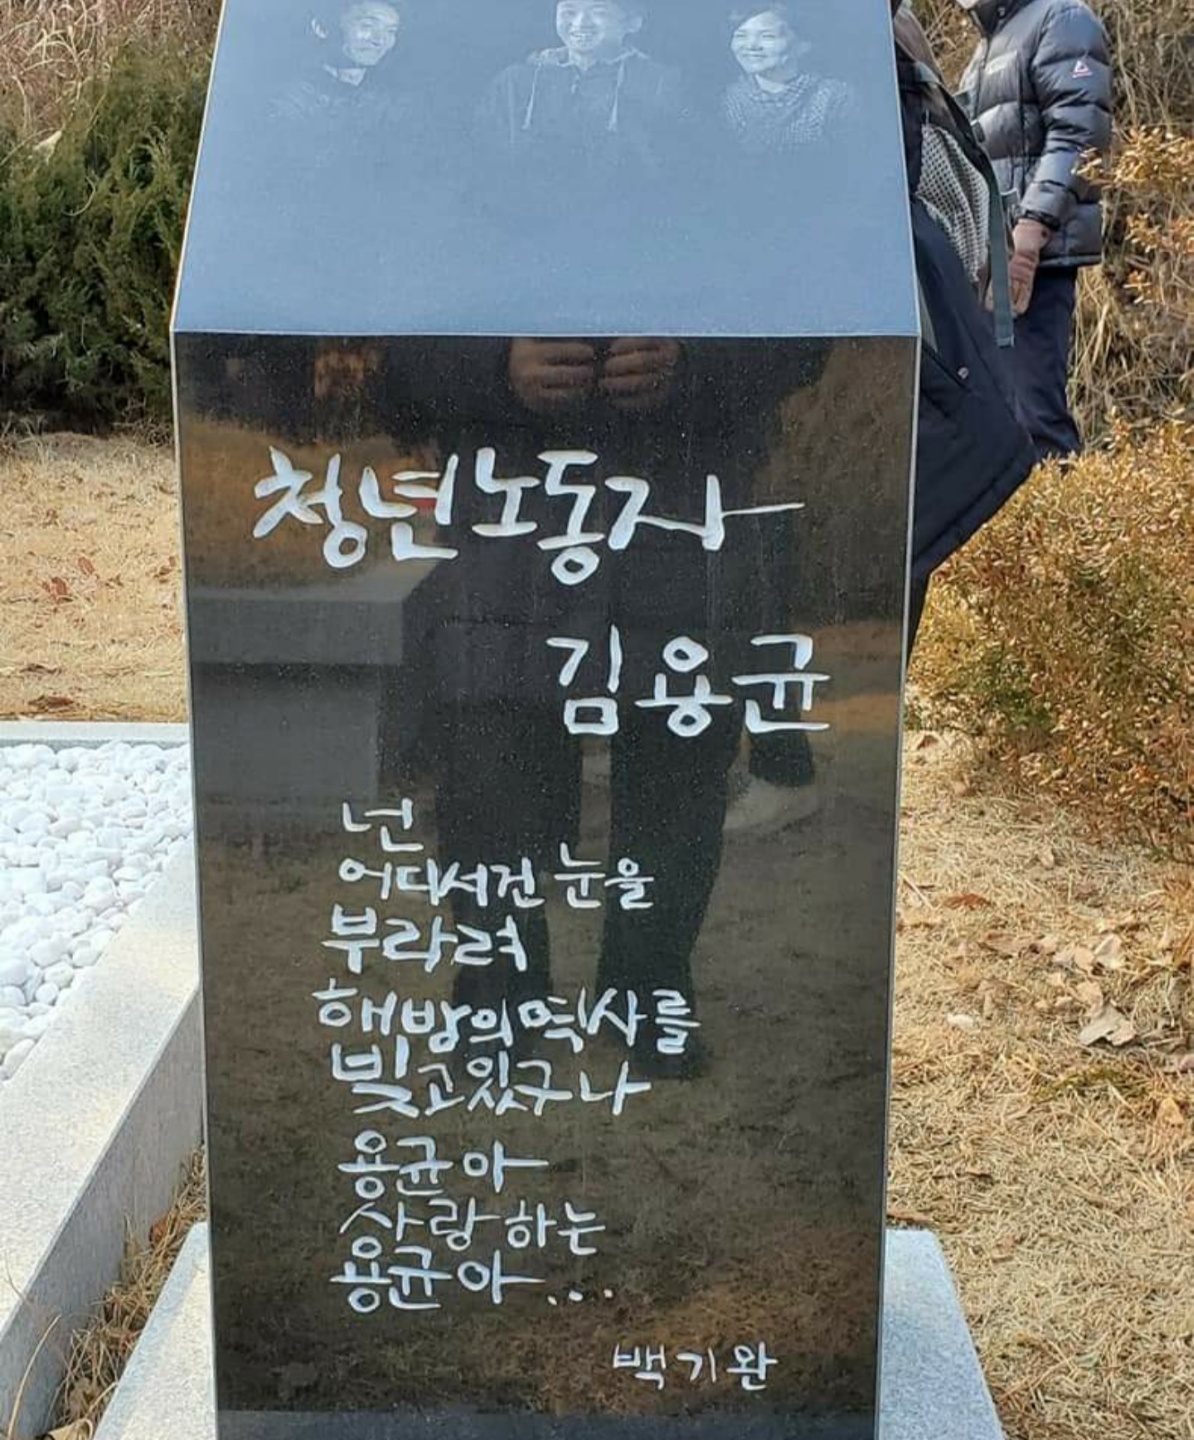 청년노동자
김용균
넌
어디서건 눈을
부라려
해방의 역사를
빚고있구나
용균아
사랑하는
용균아...
백기완